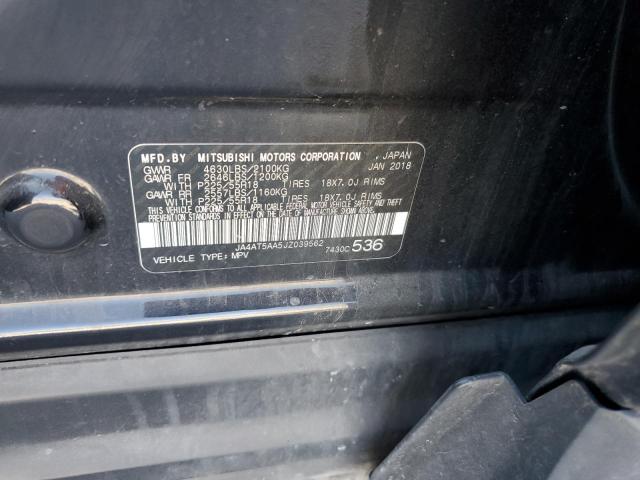 MFD.BY MITSUBISHI MOTORS CORPORATION , JAPAN
GVWR 4630LBS/2100KG JAN 2018
GAWR FR 2646LBS/1200KG
WITH P225/55R18 TIRES 18X7.0J RIMS
GAWR RR 2557LBS/1160KG
WITH P225/55R18 TIRES 18X7.0J RIMS
THIS VEHICLE CONFORMS TO ALL APPLICABLE FEDERAL
MOTOR VEHICLE SAFETY AND THEFT PREVENTION
STANDARDS IN EFFECT ON THE DATE OF
MANUFACTURE SHOWN ABOVE.
JA4AT5AA5JZ039562 7430C 536
VEHICLE TYPE: MPV